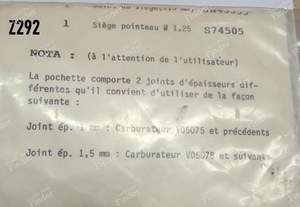 Z292
1 Siège pointeau Ø 1,25 S74505
NOTA : (à l'attention de l'utilisateur)
La pochette comporte 2 joints d'épaisseurs dif-
férentes qu'il convient d'utiliser de la façon
suivante :
Joint ép. 1 mm : Carburateur V05075 et précédents
Joint ép. 1,5 mm : Carburateur V05078 et suivants